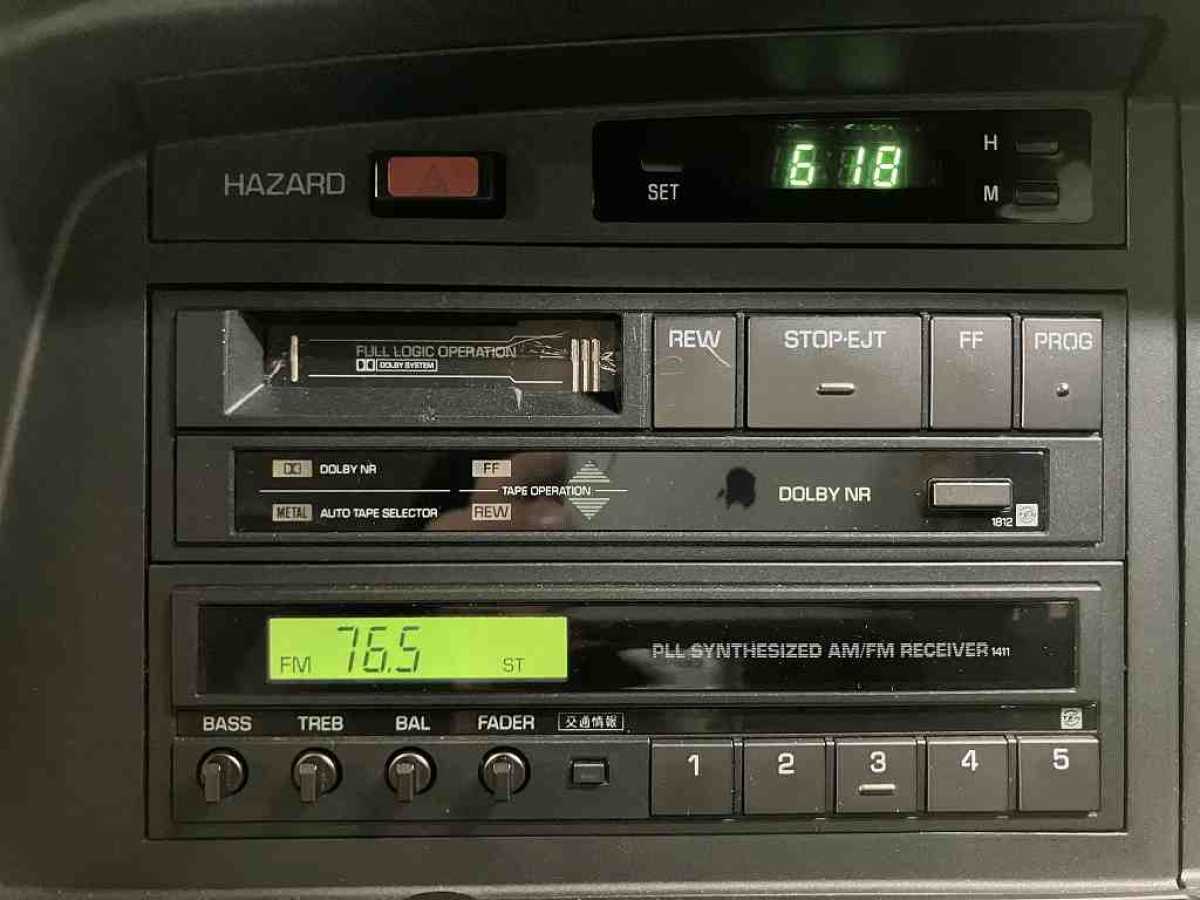 HAZARD
SET
6 18
H
M
FULL LOGIC OPERATION
DOLBY SYSTEM
REW
STOP·EJT
FF
PROG
DOLBY NR
FF
TAPE OPERATION
METAL AUTO TAPE SELECTOR
REW
DOLBY NR
1812
FM 76.5 ST
PLL SYNTHESIZED AM/FM RECEIVER 1411
BASS TREB BAL FADER 交通情報
1 2 3 4 5